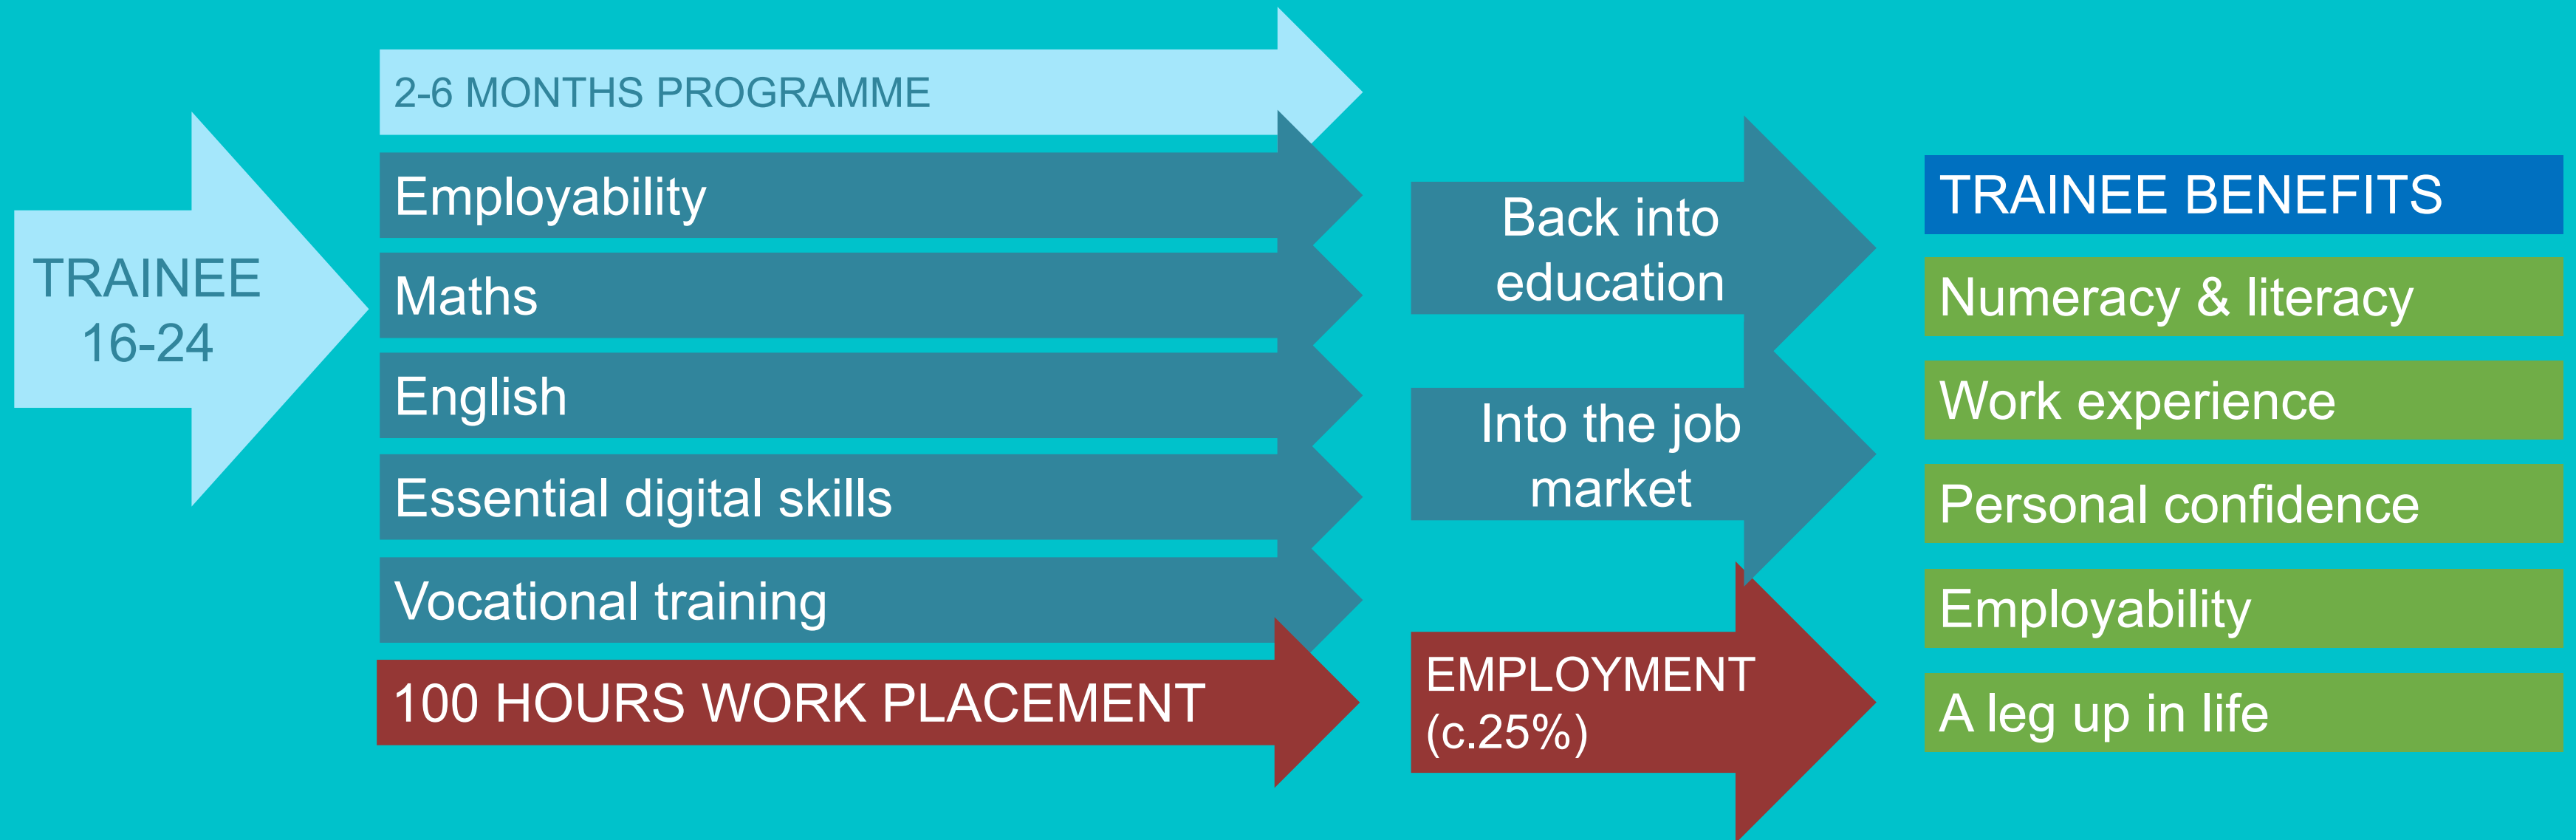 TRAINEE
16-24
2-6 MONTHS PROGRAMME
Employability
Maths
English
Essential digital skills
Vocational training
100 HOURS WORK PLACEMENT
Back into
education
Into the job
market
EMPLOYMENT
(c.25%)
TRAINEE BENEFITS
Numeracy & literacy
Work experience
Personal confidence
Employability
A leg up in life